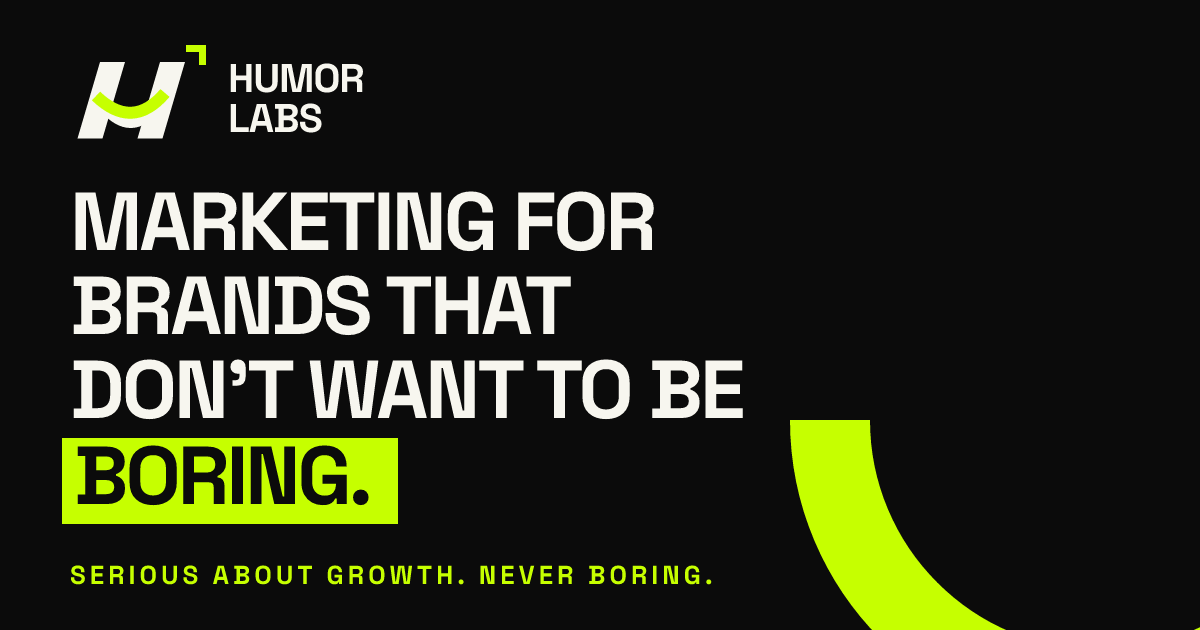 HUMOR
LABS
MARKETING FOR
BRANDS THAT
DON’T WANT TO BE
BORING.
SERIOUS ABOUT GROWTH. NEVER BORING.